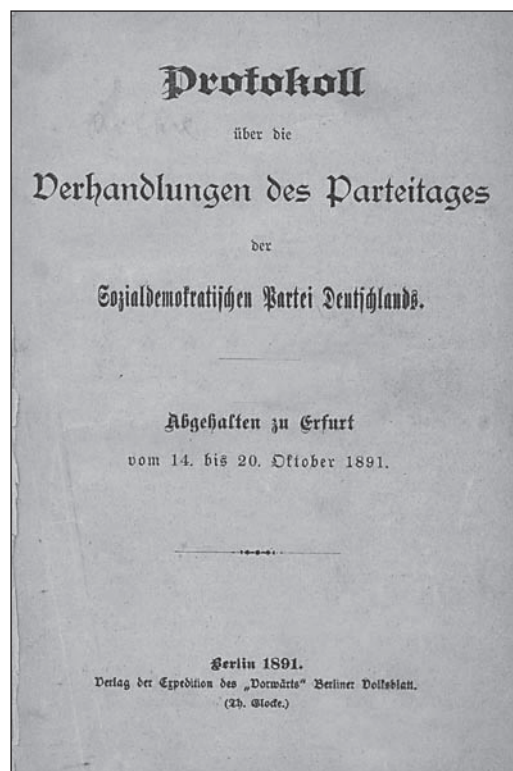 Protokoll
über die
Verhandlungen des Parteitages
der
Sozialdemokratischen Partei Deutschlands.
Abgehalten zu Erfurt
vom 14. bis 20. Oktober 1891.
Berlin 1891.
Verlag der Expedition des „Vorwärts“ Berliner Volksblatt.
(Th. Glocke.)